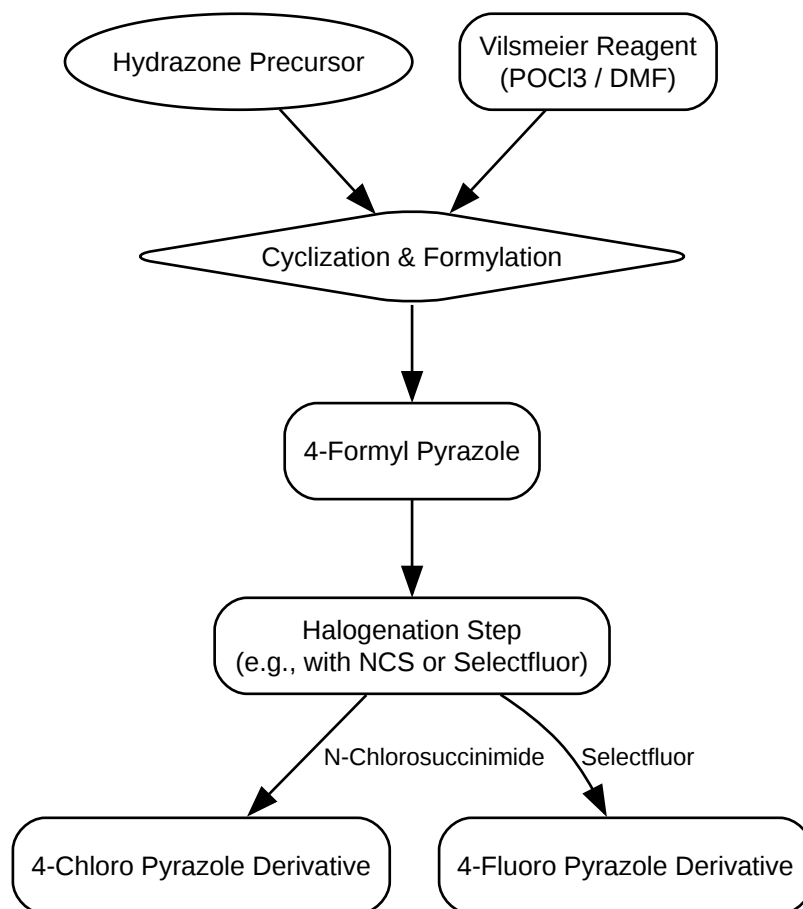 Hydrazone Precursor
Vilsmeier Reagent
(POCl3 / DMF)
Cyclization & Formylation
4-Formyl Pyrazole
Halogenation Step
(e.g., with NCS or Selectfluor)
N-Chlorosuccinimide
Selectfluor
4-Chloro Pyrazole Derivative
4-Fluoro Pyrazole Derivative